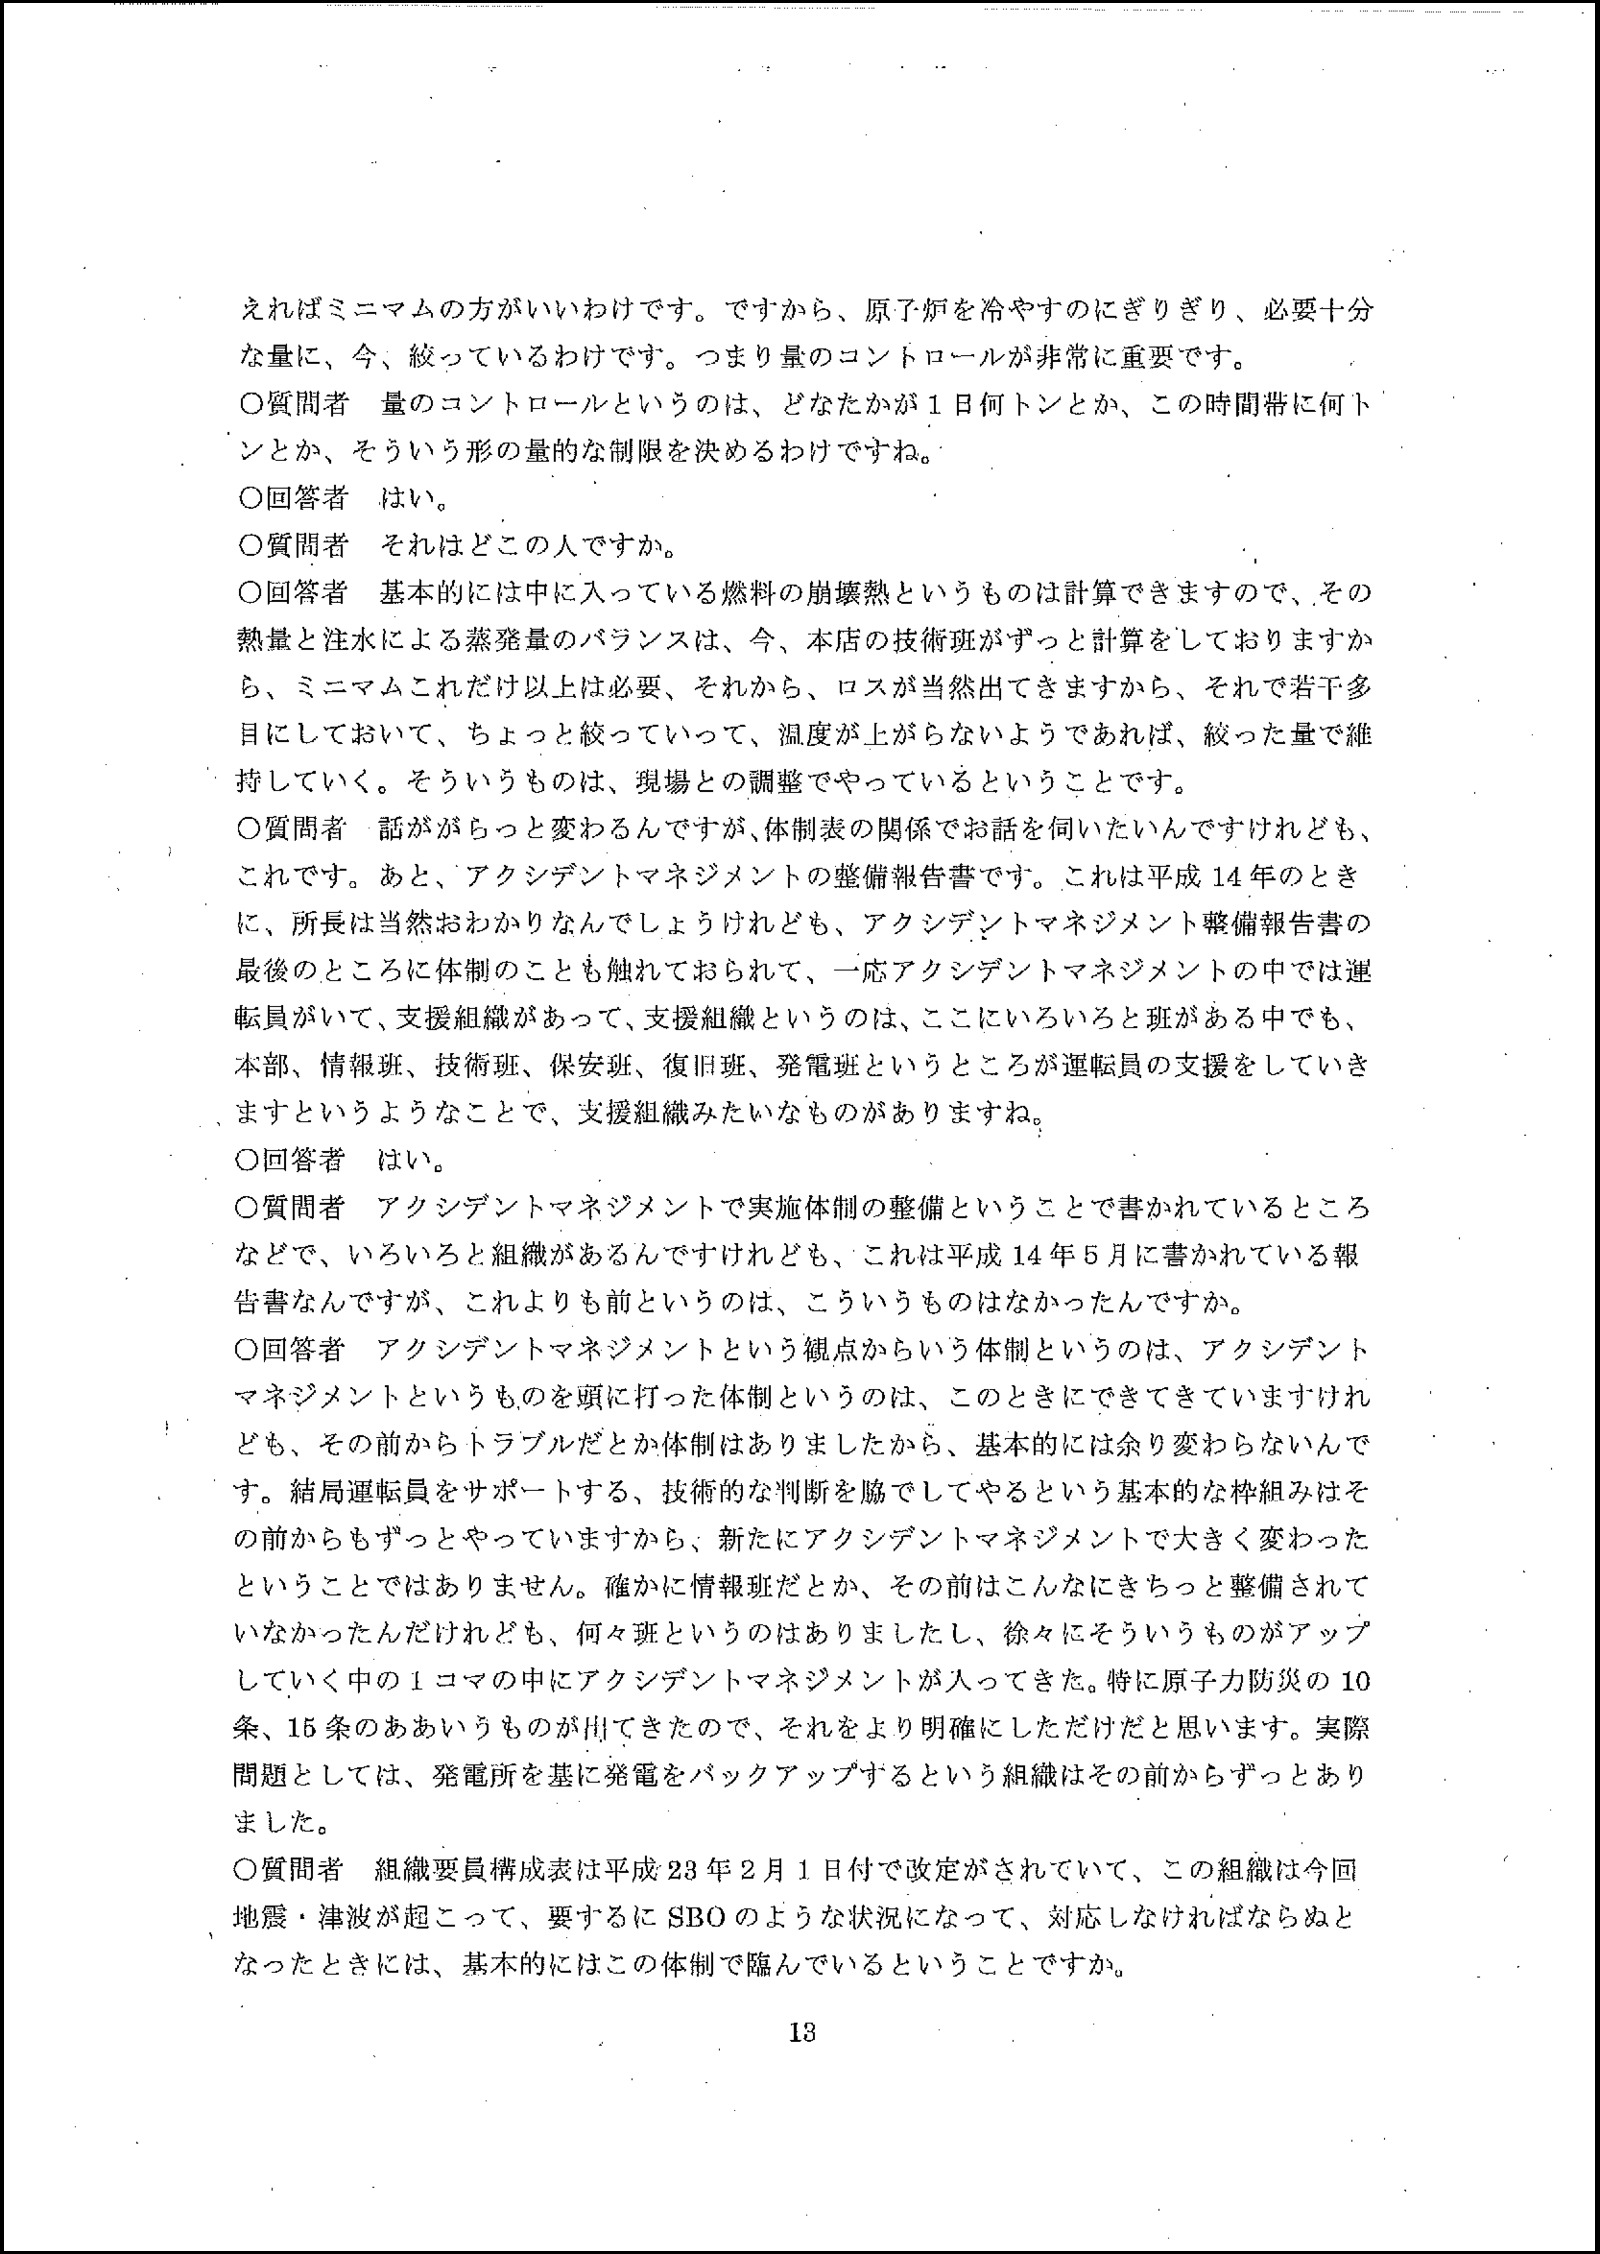 えればミニマムの方がいいわけです。ですから、原子炉を冷やすのにぎりぎり、必要十分
な量に、今、絞っているわけです。つまり量のコントロールが非常に重要です。
〇質問者　量のコントロールというのは、どなたかが１日何トンとか、この時間帯に何ト
ンとか、そういう形の量的な制限を決めるわけですね。
〇回答者　はい。
〇質問者　それはどこの人ですか。
〇回答者　基本的には中に入っている燃料の崩壊熱というものは計算できますので、その
熱量と注水による蒸発量のバランスは、今、本店の技術班がずっと計算をしておりますか
ら、ミニマムこれだけ以上は必要、それから、ロスが当然出てきますから、それで若干多
目にしておいて、ちょっと絞っていって、温度が上がらないようであれば、絞った量で維
持していく。そういうものは、現場との調整でやっているということです。
〇質問者　話ががらっと変わるんですが、体制表の関係でお話を伺いたいんですけれども、
これです。あと、アクシデントマネジメントの整備報告書です。これは平成 14 年のとき
に、所長は当然おわかりなんでしょうけれども、アクシデントマネジメント整備報告書の
最後のところに体制のことも触れておられて、一応アクシデントマネジメントの中では運
転員がいて、支援組織があって、支援組織というのは、ここにいろいろと班がある中でも、
本部、情報班、技術班、保安班、復旧班、発電班というところが運転員の支援をしていき
ますというようなことで、支援組織みたいなものがありますね。
〇回答者　はい。
〇質問者　アクシデントマネジメントで実施体制の整備ということで書かれているところ
などで、いろいろと組織があるんですけれども、これは平成 14 年５月に書かれている報
告書なんですが、これよりも前というのは、こういうものはなかったんですか。
〇回答者　アクシデントマネジメントという観点からいう体制というのは、アクシデント
マネジメントというものを頭に打った体制というのは、このときにできてきていますけれ
ども、その前からトラブルだとか体制はありましたから、基本的には余り変わらないんで
す。結局運転員をサポートする、技術的な判断を脇でしてやるという基本的な枠組みはそ
の前からもずっとやっていますから、新たにアクシデントマネジメントで大きく変わった
ということではありません。確かに情報班だとか、その前はこんなにきちっと整備されて
いなかったんだけれども、何々班というのはありましたし、徐々にそういうものがアップ
していく中の１コマの中にアクシデントマネジメントが入ってきた。特に原子力防災の 10
条、15 条のああいうものが出てきたので、それをより明確にしただけだと思います。実際
問題としては、発電所を基に発電をバックアップするという組織はその前からずっとあり
ました。
〇質問者　組織要員構成表は平成 23 年２月１日付で改定がされていて、この組織は今回
地震・津波が起こって、要するに SBO のような状況になって、対応しなければならぬと
なったときには、基本的にはこの体制で臨んでいるということですか。
13